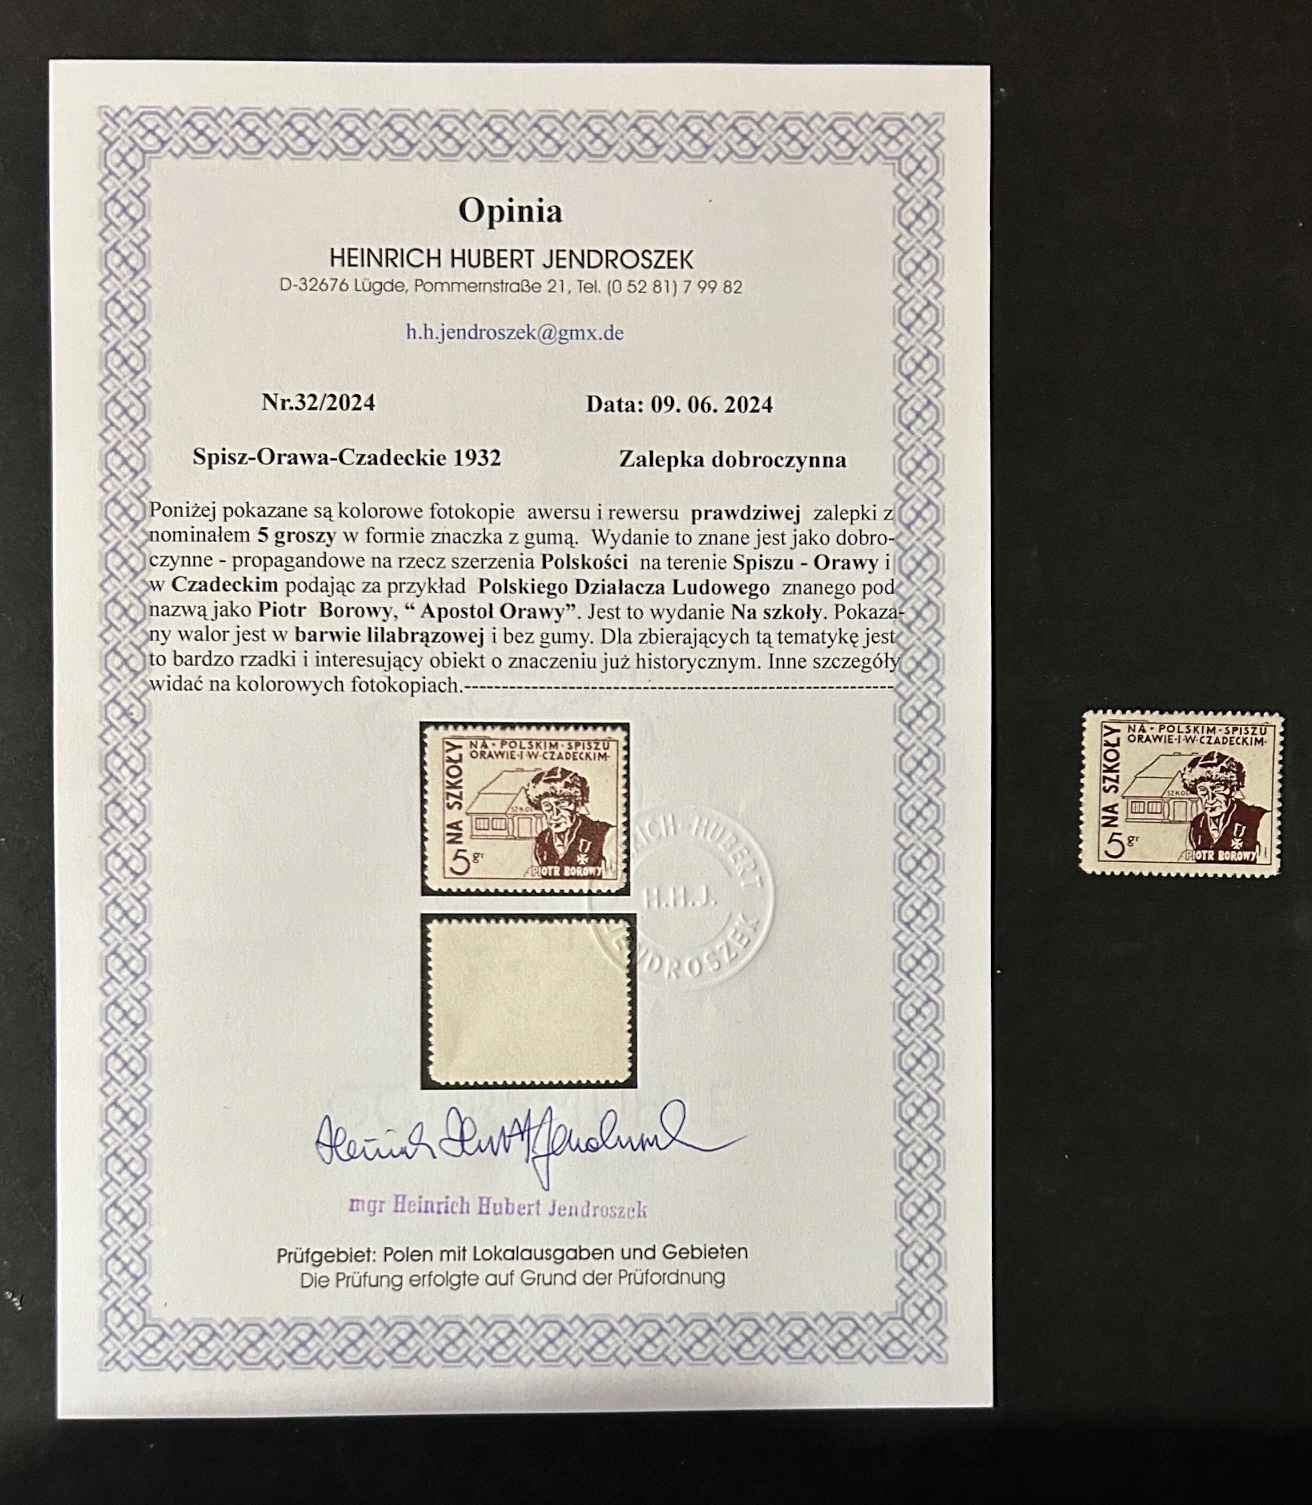 Opinia
HEINRICH HUBERT JENDROSZEK
D-32676 Lügde, Pommernstraße 21, Tel. (0 52 81) 7 99 82
h.h.jendroszek@gmx.de
Nr.32/2024 Data: 09. 06. 2024
Spisz-Orawa-Czadeckie 1932 Zalepka dobroczynna
Poniżej pokazane są kolorowe fotokopie awersu i rewersu prawdziwej zalepki z
nominałem 5 groszy w formie znaczka z gumą. Wydanie to znane jest jako dobro-
czynne - propagandowe na rzecz szerzenia Polskości na terenie Spiszu - Orawy i
w Czadeckim podając za przykład Polskiego Działacza Ludowego znanego pod
nazwą jako Piotr Borowy, “ Apostoł Orawy”. Jest to wydanie Na szkoły. Pokaza-
ny walor jest w barwie lilabrązowej i bez gumy. Dla zbierających tą tematykę jest
to bardzo rzadki i interesujący obiekt o znaczeniu już historycznym. Inne szczegóły
widać na kolorowych fotokopiach.----------------------------------------------------------
NA · POLSKIM · SPISZU
ORAWIE · I · W · CZADECKIM ·
NA SZKOŁY
SZKOŁ
5 gr
PIOTR BOROWY
HEINRICH · HUBERT
H.H.J.
JENDROSZEK
mgr Heinrich Hubert Jendroszek
Prüfgebiet: Polen mit Lokalausgaben und Gebieten
Die Prüfung erfolgte auf Grund der Prüfordnung
NA · POLSKIM · SPISZU
ORAWIE · I · W · CZADECKIM ·
NA SZKOŁY
SZKOŁ
5 gr
PIOTR BOROWY